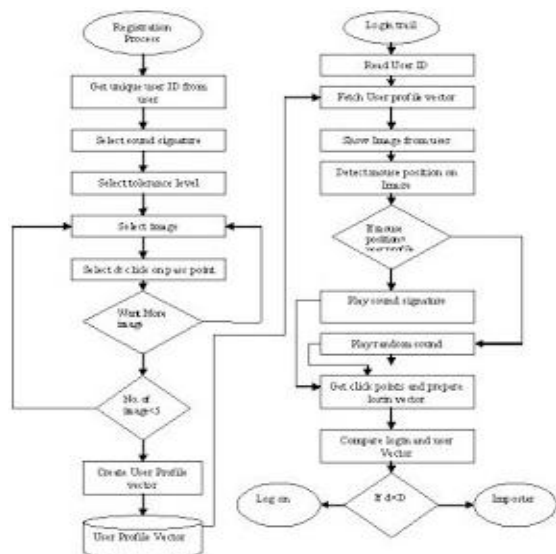 Registration
Process
Get unique user ID from
user
Select sound signature
Select tolerance level
Select image
Select & click on pass point
Want More
image
No. of
image<5
Create User Profile
vector
User Profile Vector
Login trail
Read User ID
Fetch User profile vector
Show Image from user
Detect mouse position on
Image
If mouse
position=
Play sound signature
Play random sound
Get click points and prepare
login vector
Compare login and user
Vector
If d<D
Log on
Imposter